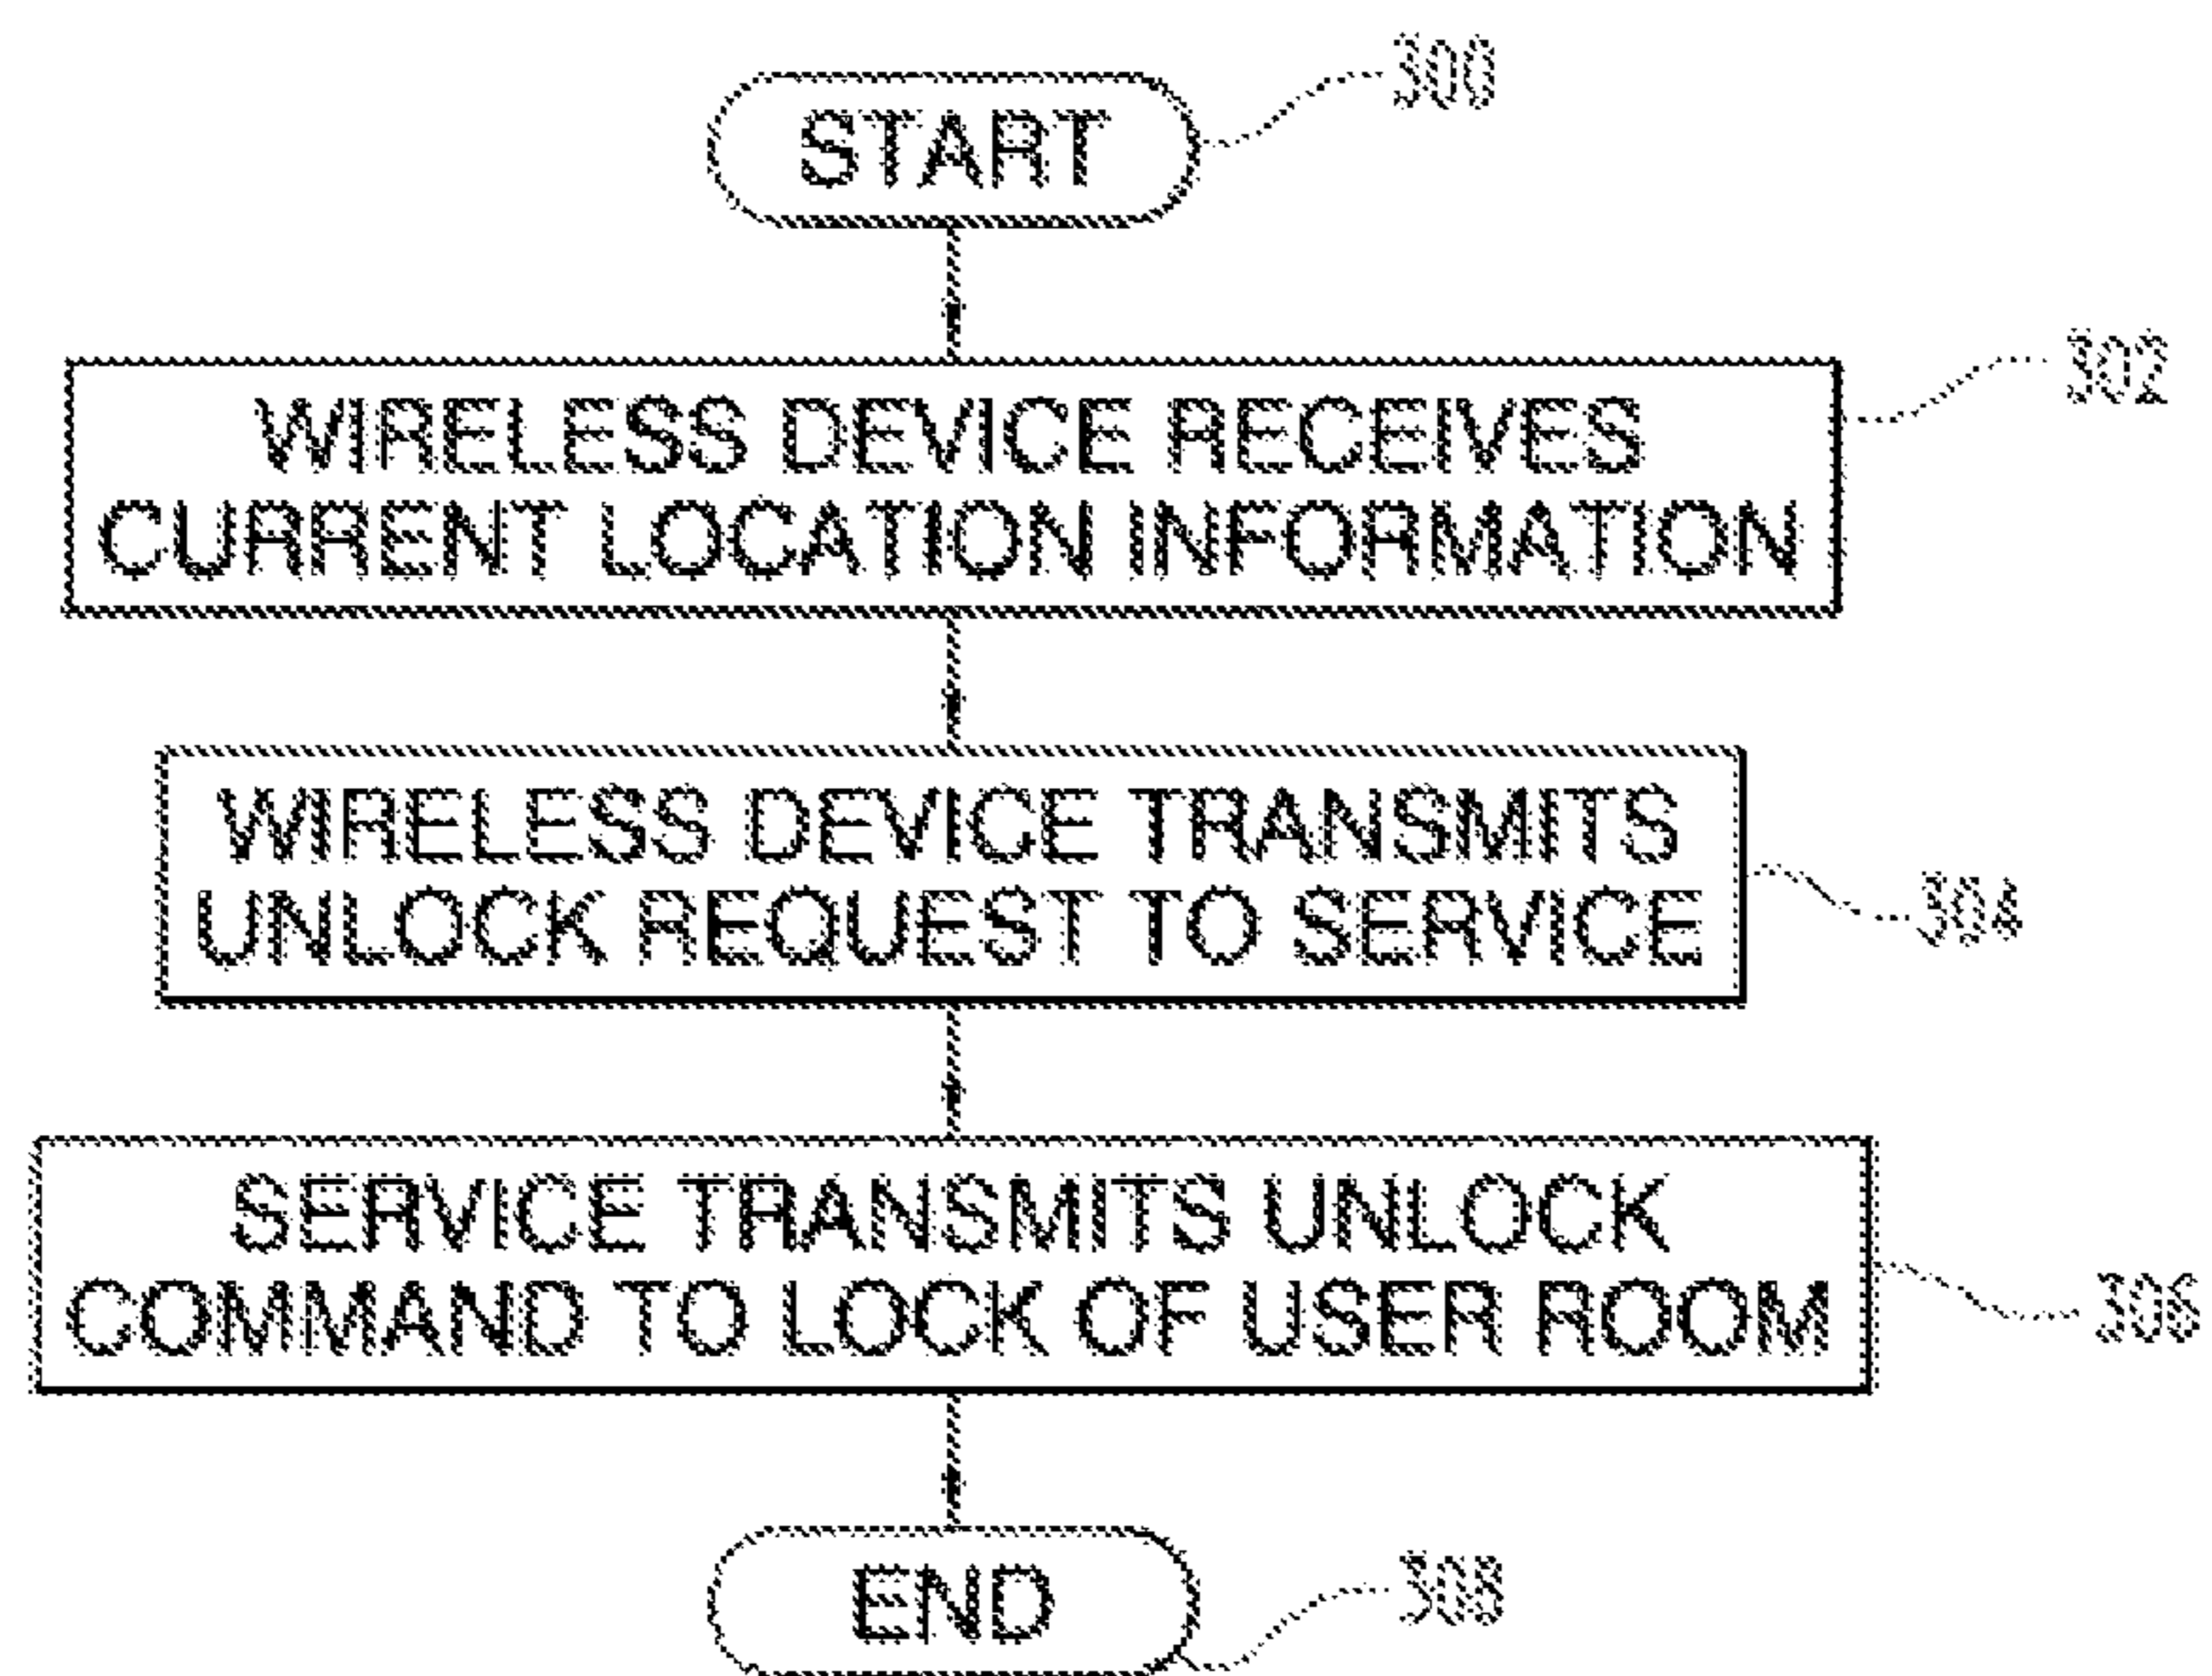 START
300
WIRELESS DEVICE RECEIVES
CURRENT LOCATION INFORMATION
302
WIRELESS DEVICE TRANSMITS
UNLOCK REQUEST TO SERVICE
304
SERVICE TRANSMITS UNLOCK
COMMAND TO LOCK OF USER ROOM
306
END
308